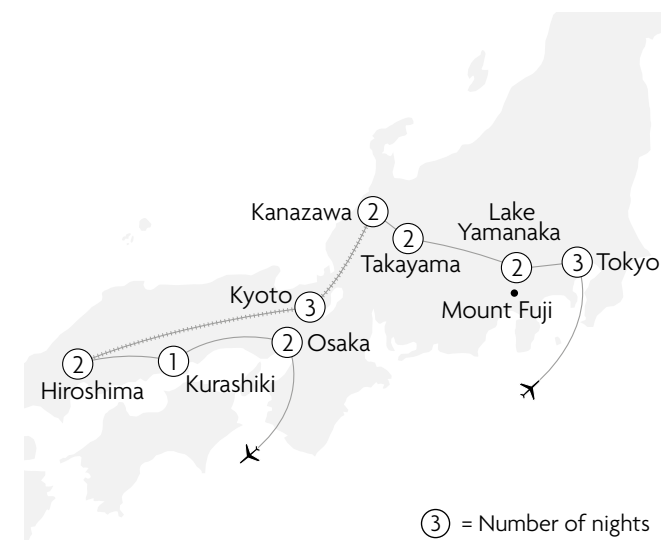 Kanazawa 2
2
Takayama
Lake
Yamanaka
2
3 Tokyo
Mount Fuji
Kyoto 3
2 Osaka
2
Hiroshima
1
Kurashiki
3 = Number of nights